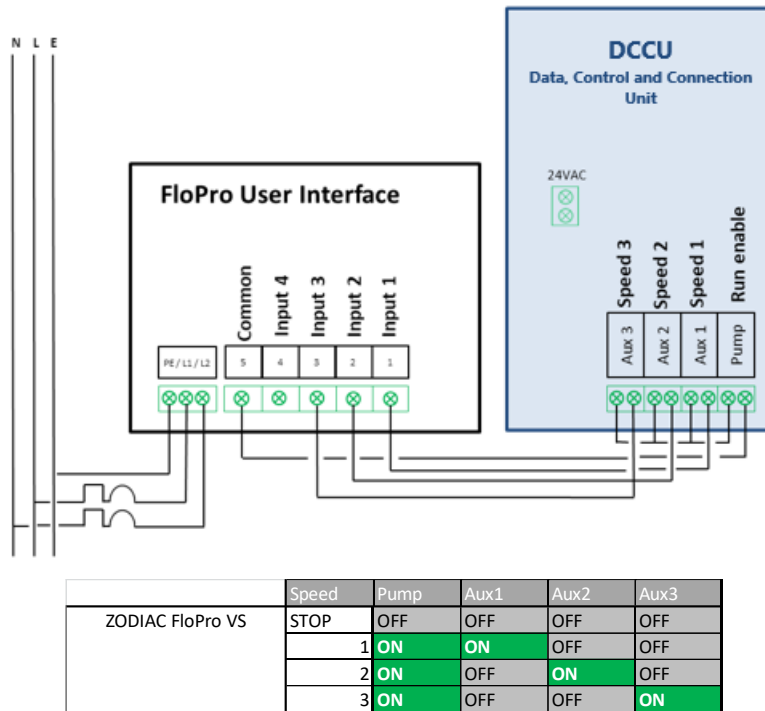 N L E
DCCU
Data, Control and Connection
Unit
24VAC
FloPro User Interface
Common
Input 4
Input 3
Input 2
Input 1
Speed 3
Speed 2
Speed 1
Run enable
PE/L1/L2
5
4
3
2
1
Aux 3
Aux 2
Aux 1
Pump
Speed Pump Aux1 Aux2 Aux3
ZODIAC FloPro VS STOP OFF OFF OFF OFF
1 ON ON OFF OFF
2 ON OFF ON OFF
3 ON OFF OFF ON